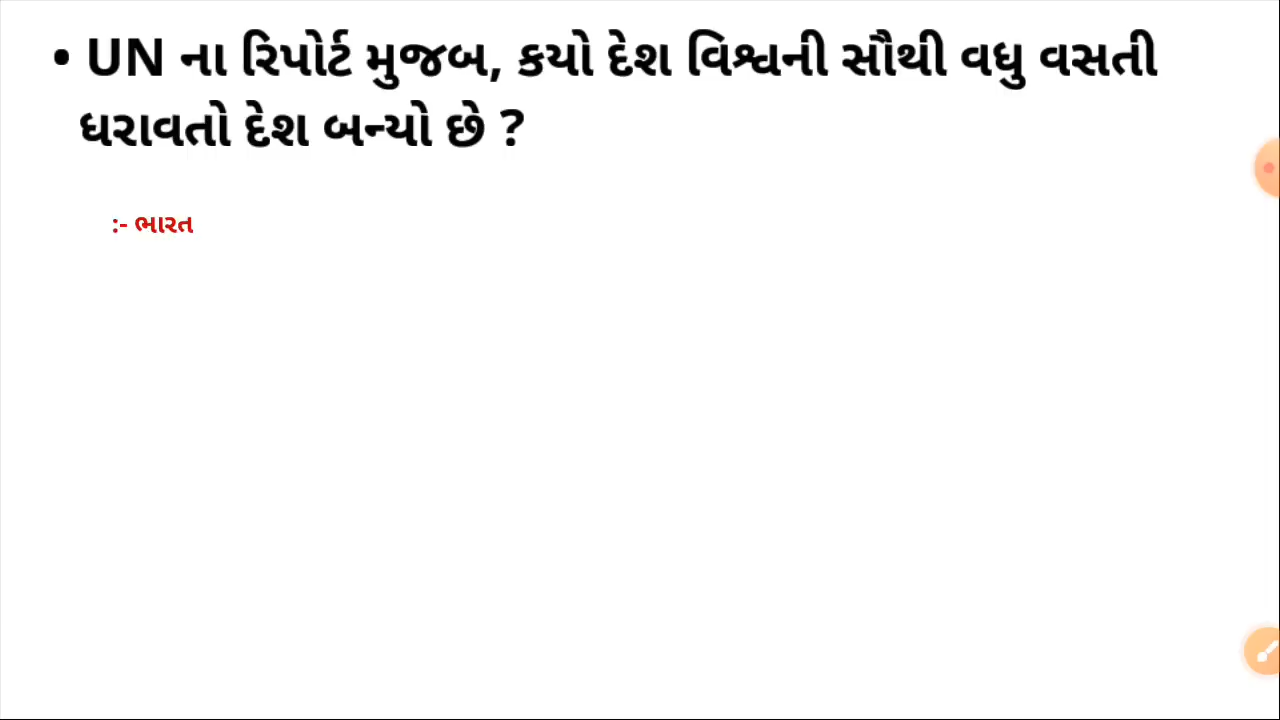 • UN ના રિપોર્ટ મુજબ, કયો દેશ વિશ્વની સૌથી વધુ વસતી
ધરાવતો દેશ બન્યો છે ?
:- ભારત